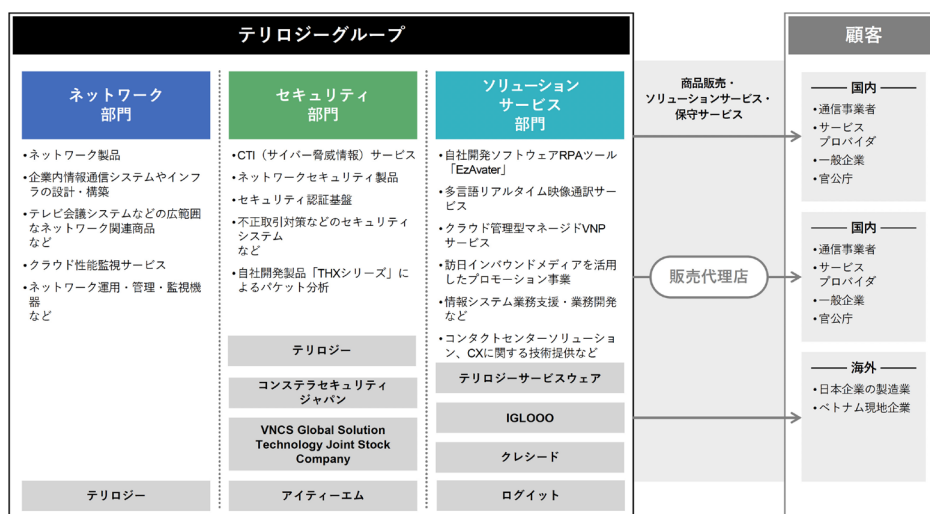 テリロジーグループ
ネットワーク
部門
・ネットワーク製品
・企業内情報通信システムやインフ
ラの設計・構築
・テレビ会議システムなどの広範囲
なネットワーク関連商品
など
・クラウド性能監視サービス
・ネットワーク運用・管理・監視機
器
など
テリロジー
セキュリティ
部門
・CTI（サイバー脅威情報）サービス
・ネットワークセキュリティ製品
・セキュリティ認証基盤
・不正取引対策などのセキュリティ
システム
など
・自社開発製品「THXシリーズ」に
よるパケット分析
テリロジー
コンステラセキュリティ
ジャパン
VNCS Global Solution
Technology Joint Stock
Company
アイティーエム
ソリューション
サービス
部門
・自社開発ソフトウェアRPAツール
「EzAvater」
・多言語リアルタイム映像通訳サー
ビス
・クラウド管理型マネージドVNP
サービス
・訪日インバウンドメディアを活用
したプロモーション事業
・情報システム業務支援・業務開発
など
・コンタクトセンターソリューショ
ン、CXに関する技術提供など
テリロジーサービスウェア
IGLOOO
クレシード
ログイット
商品販売・
ソリューションサービス・
保守サービス
販売代理店
顧客
国内
・通信事業者
・サービス
プロバイダ
・一般企業
・官公庁
国内
・通信事業者
・サービス
プロバイダ
・一般企業
・官公庁
海外
・日本企業の製造業
・ベトナム現地企業